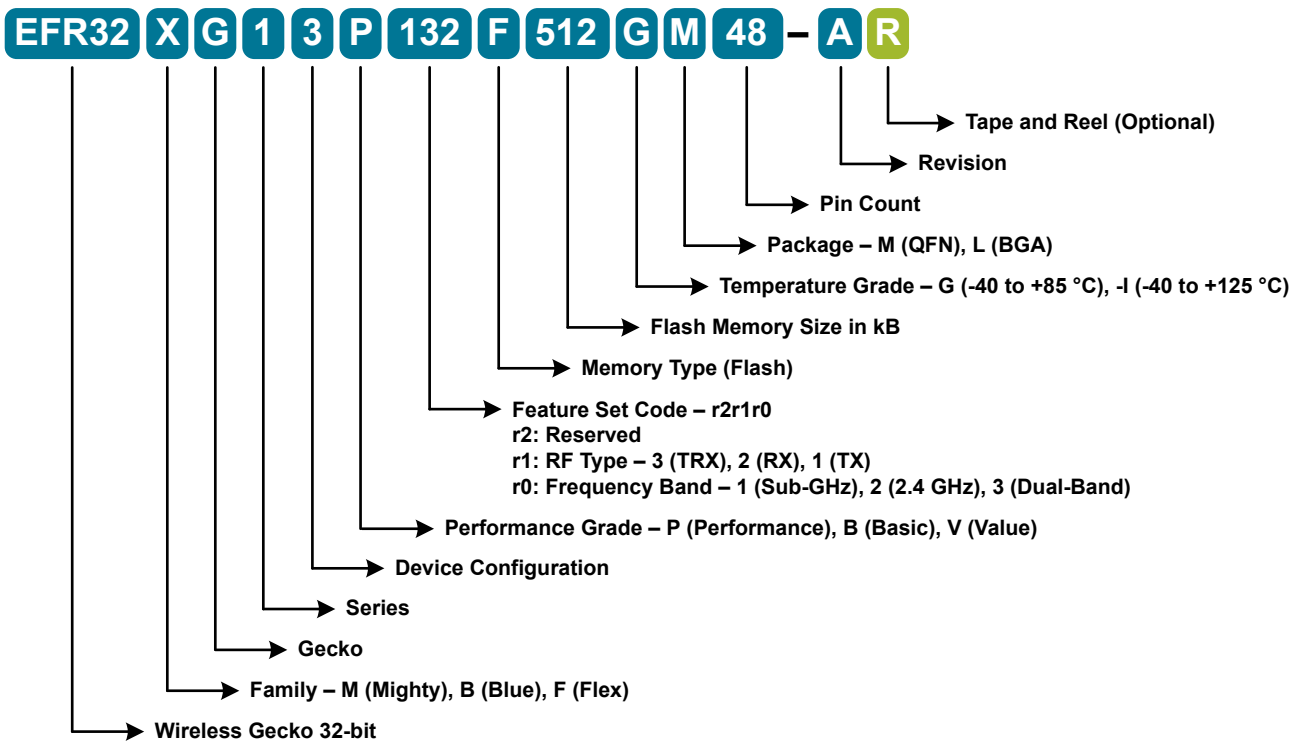 EFR32 X G 1 3 P 132 F 512 G M 48 – A R
Tape and Reel (Optional)
Revision
Pin Count
Package – M (QFN), L (BGA)
Temperature Grade – G (-40 to +85 °C), -I (-40 to +125 °C)
Flash Memory Size in kB
Memory Type (Flash)
Feature Set Code – r2r1r0
r2: Reserved
r1: RF Type – 3 (TRX), 2 (RX), 1 (TX)
r0: Frequency Band – 1 (Sub-GHz), 2 (2.4 GHz), 3 (Dual-Band)
Performance Grade – P (Performance), B (Basic), V (Value)
Device Configuration
Series
Gecko
Family – M (Mighty), B (Blue), F (Flex)
Wireless Gecko 32-bit